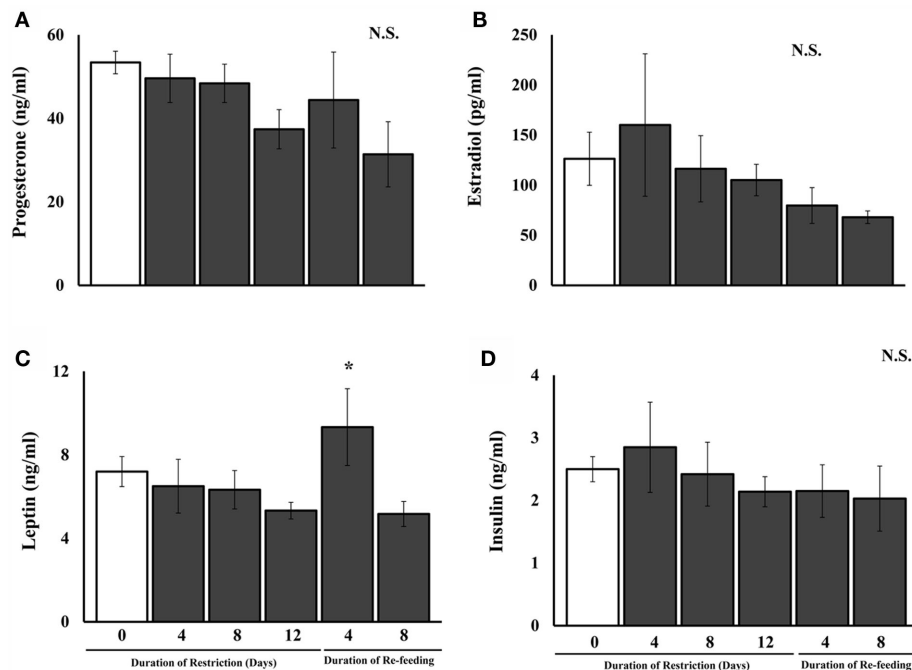 A
N.S.
Progesterone (ng/ml)
60
40
20
0
B
N.S.
Estradiol (pg/ml)
250
200
150
100
50
0
C
*
Leptin (ng/ml)
12
8
4
0
0 4 8 12 4 8
Duration of Restriction (Days) Duration of Re-feeding
D
N.S.
Insulin (ng/ml)
4
3
2
1
0
0 4 8 12 4 8
Duration of Restriction (Days) Duration of Re-feeding